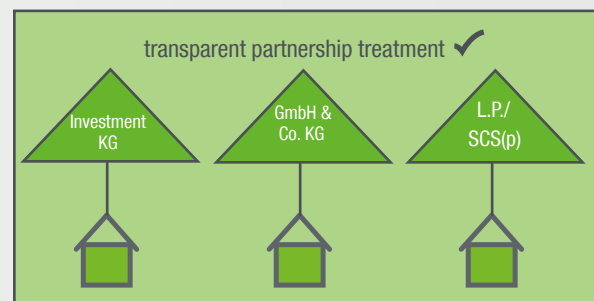 transparent partnership treatment
Investment
KG
GmbH &
Co. KG
L.P./
SCS(p)